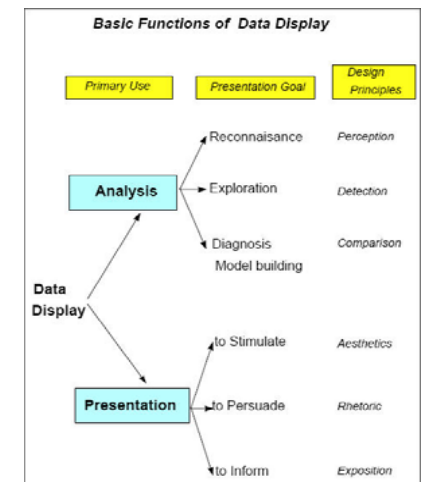 Basic Functions of Data Display
Primary Use
Presentation Goal
Design
Principles
Reconnaisance
Perception
Analysis
Exploration
Detection
Diagnosis
Comparison
Model building
Data
Display
to Stimulate
Aesthetics
Presentation
to Persuade
Rhetoric
to Inform
Exposition